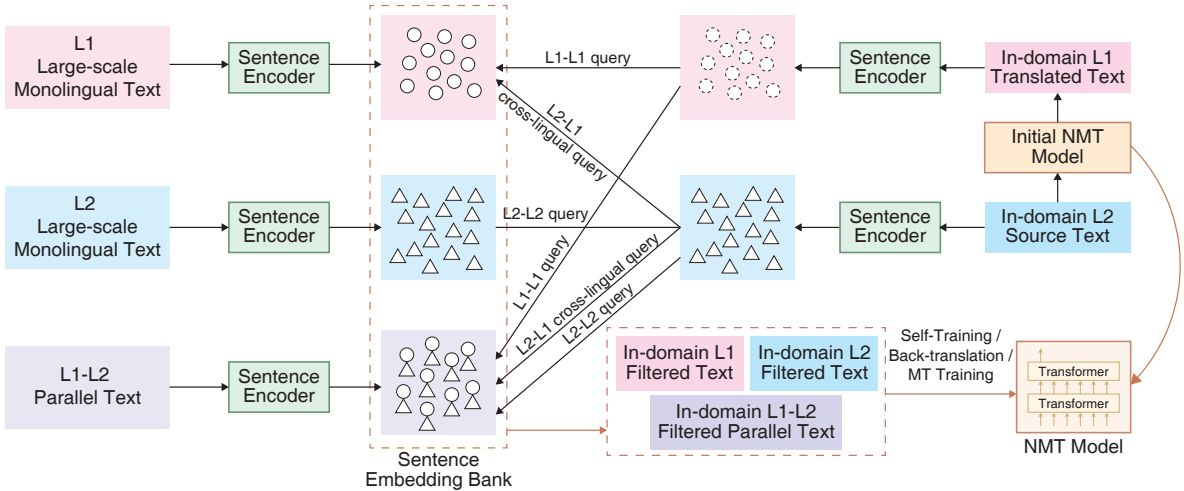 L1
Large-scale
Monolingual Text
Sentence
Encoder
L1-L1 query
Sentence
Encoder
In-domain L1
Translated Text
L2-L1
cross-lingual query
Initial NMT
Model
L2
Large-scale
Monolingual Text
Sentence
Encoder
L2-L2 query
Sentence
Encoder
In-domain L2
Source Text
L1-L1 query
L2-L1 cross-lingual query
L2-L2 query
L1-L2
Parallel Text
Sentence
Encoder
In-domain L1
Filtered Text
In-domain L2
Filtered Text
In-domain L1-L2
Filtered Parallel Text
Self-Training /
Back-translation /
MT Training
Transformer
Transformer
NMT Model
Sentence
Embedding Bank